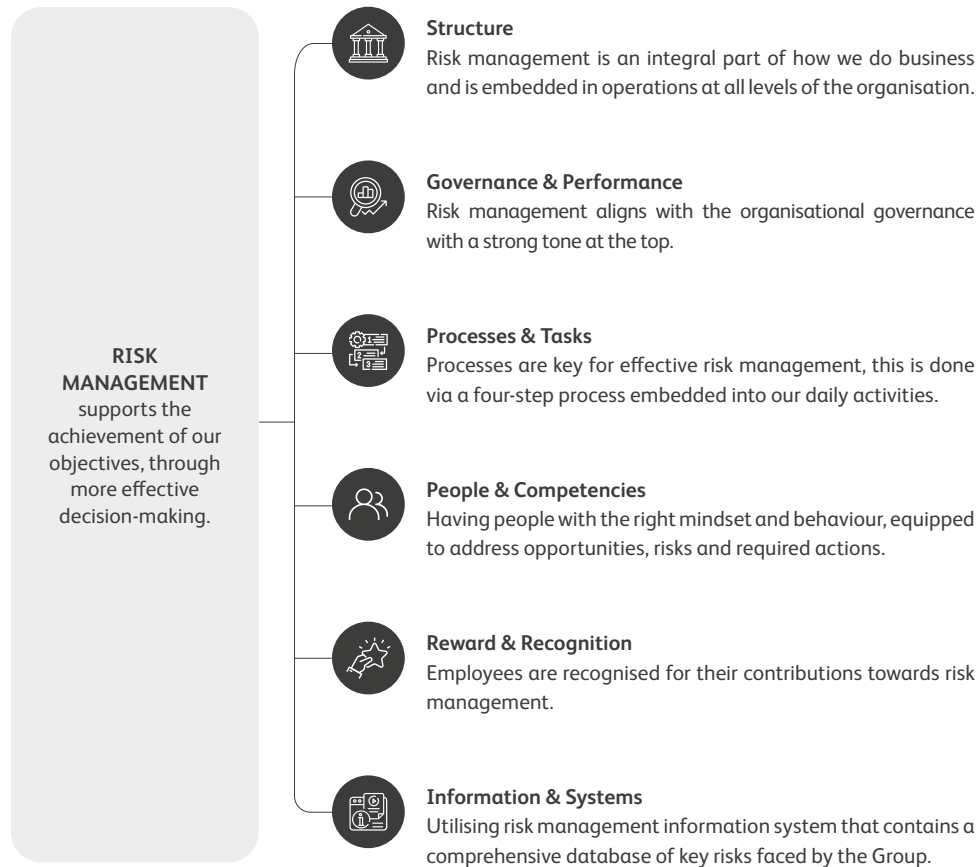 RISK
MANAGEMENT
supports the
achievement of our
objectives, through
more effective
decision-making.
Structure
Risk management is an integral part of how we do business
and is embedded in operations at all levels of the organisation.
Governance & Performance
Risk management aligns with the organisational governance
with a strong tone at the top.
1
2
3
Processes & Tasks
Processes are key for effective risk management, this is done
via a four-step process embedded into our daily activities.
People & Competencies
Having people with the right mindset and behaviour, equipped
to address opportunities, risks and required actions.
Reward & Recognition
Employees are recognised for their contributions towards risk
management.
i
Information & Systems
Utilising risk management information system that contains a
comprehensive database of key risks faced by the Group.